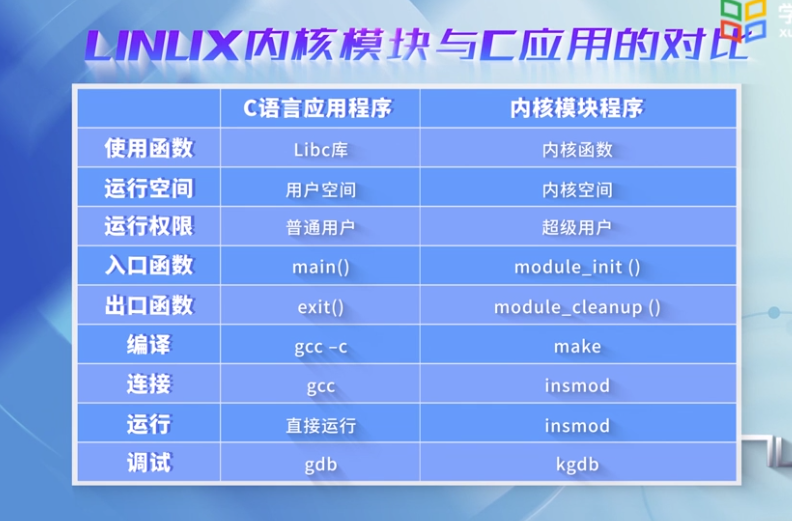 LINLIX内核模块与C应用的对比
学
XU
C语言应用程序 内核模块程序
使用函数 Libc库 内核函数
运行空间 用户空间 内核空间
运行权限 普通用户 超级用户
入口函数 main() module_init ()
出口函数 exit() module_cleanup ()
编译 gcc –c make
连接 gcc insmod
运行 直接运行 insmod
调试 gdb kgdb